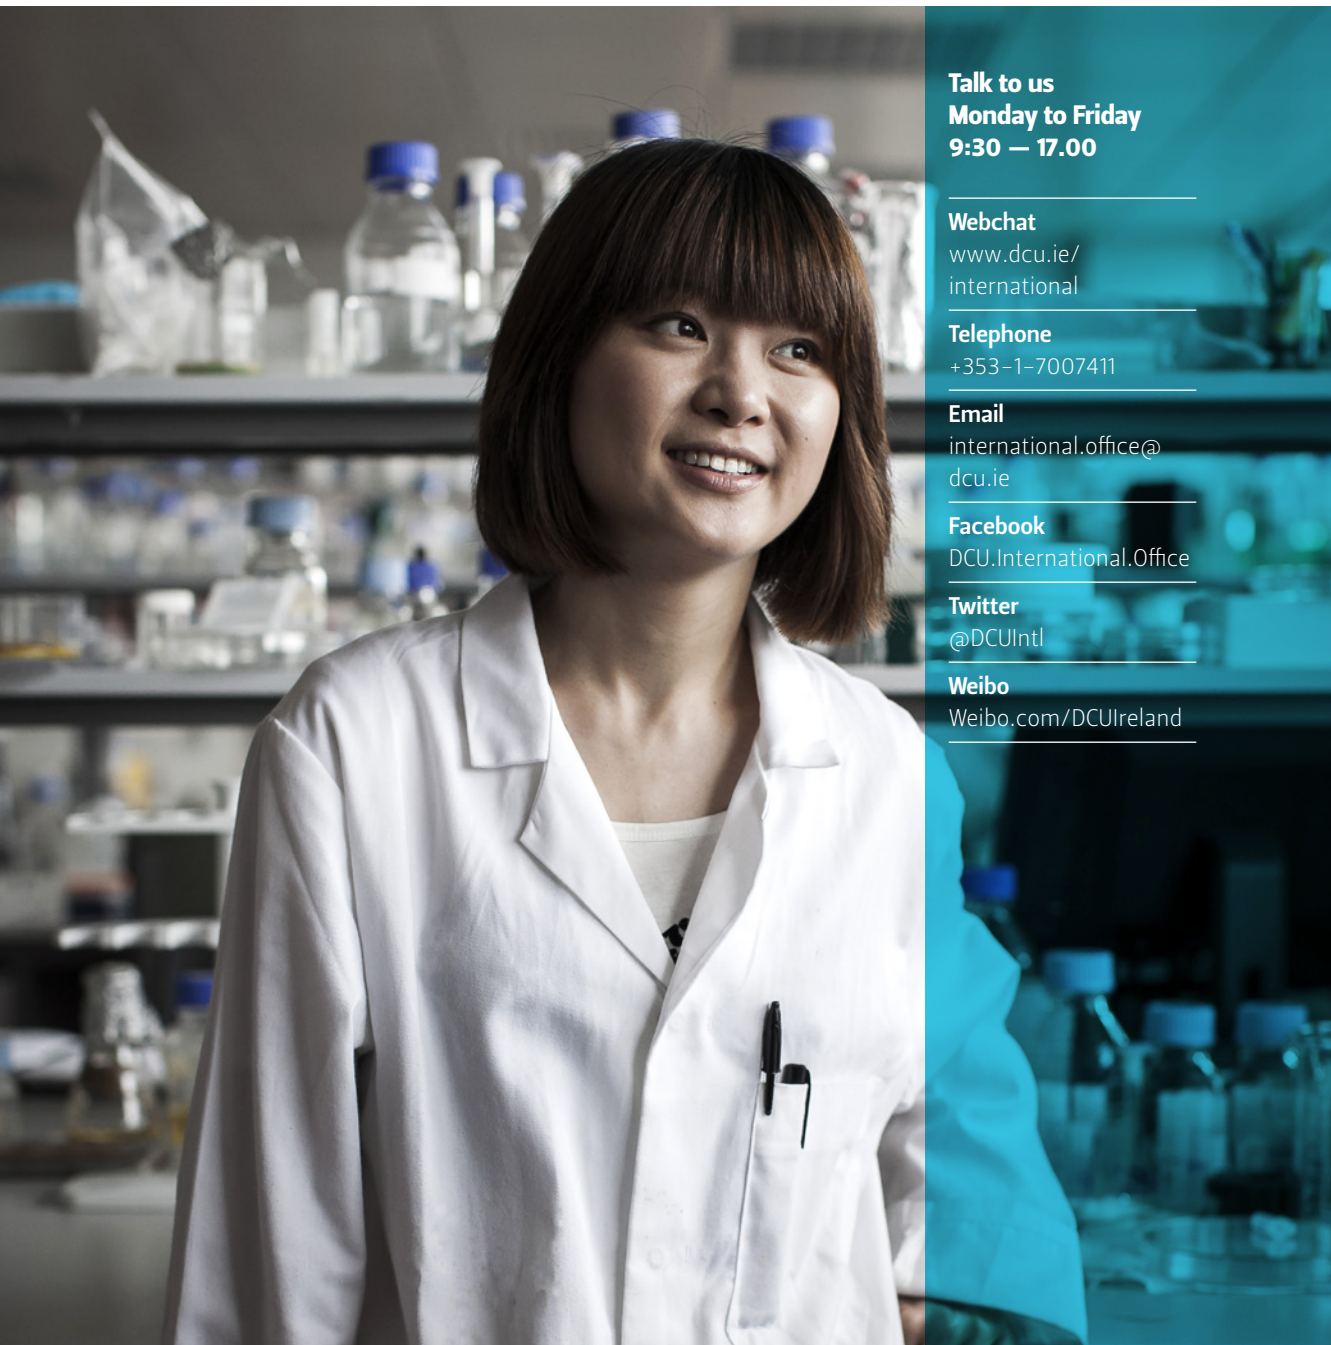 Talk to us
Monday to Friday
9:30 — 17.00
Webchat
www.dcu.ie/
international
Telephone
+353-1-7007411
Email
international.office@
dcu.ie
Facebook
DCU.International.Office
Twitter
@DCUIntl
Weibo
Weibo.com/DCUIreland